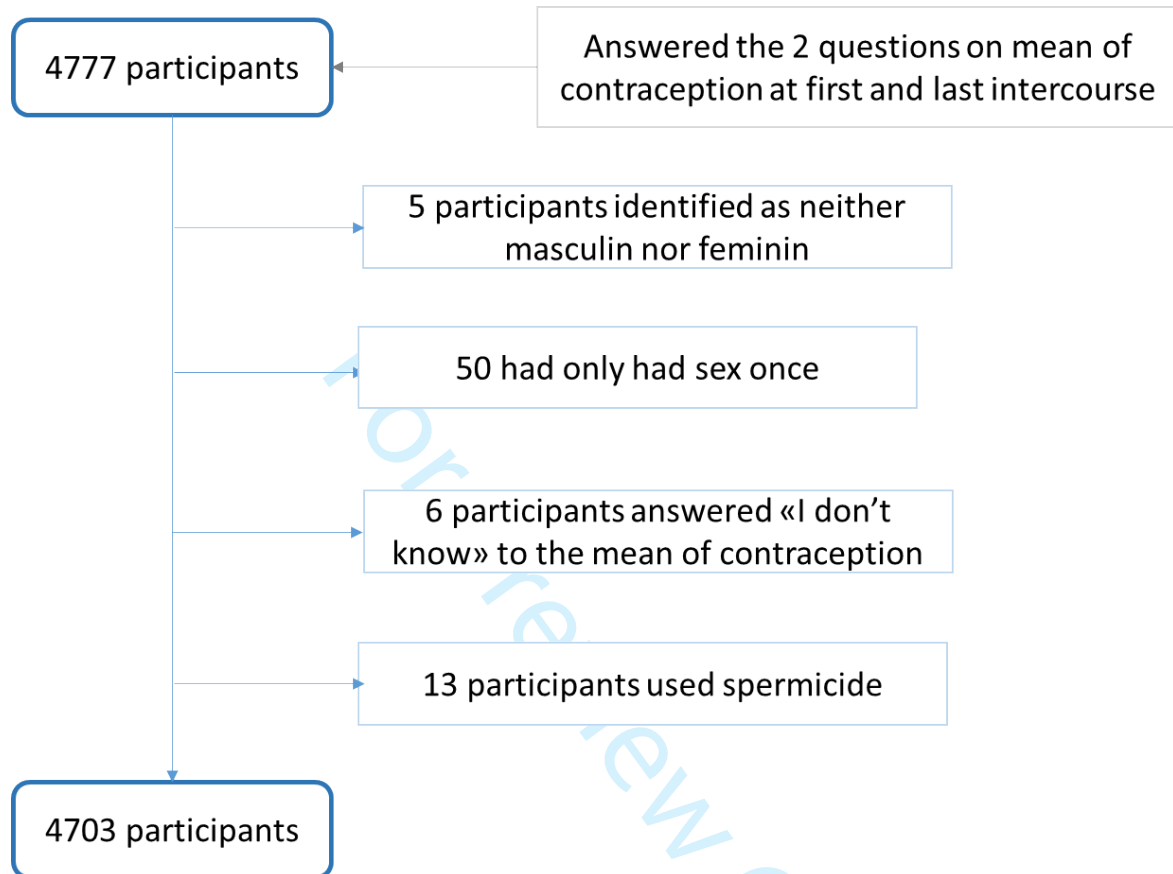 4777 participants
Answered the 2 questions on mean of
contraception at first and last intercourse
5 participants identified as neither
masculin nor feminin
50 had only had sex once
6 participants answered «I don’t
know» to the mean of contraception
13 participants used spermicide
4703 participants